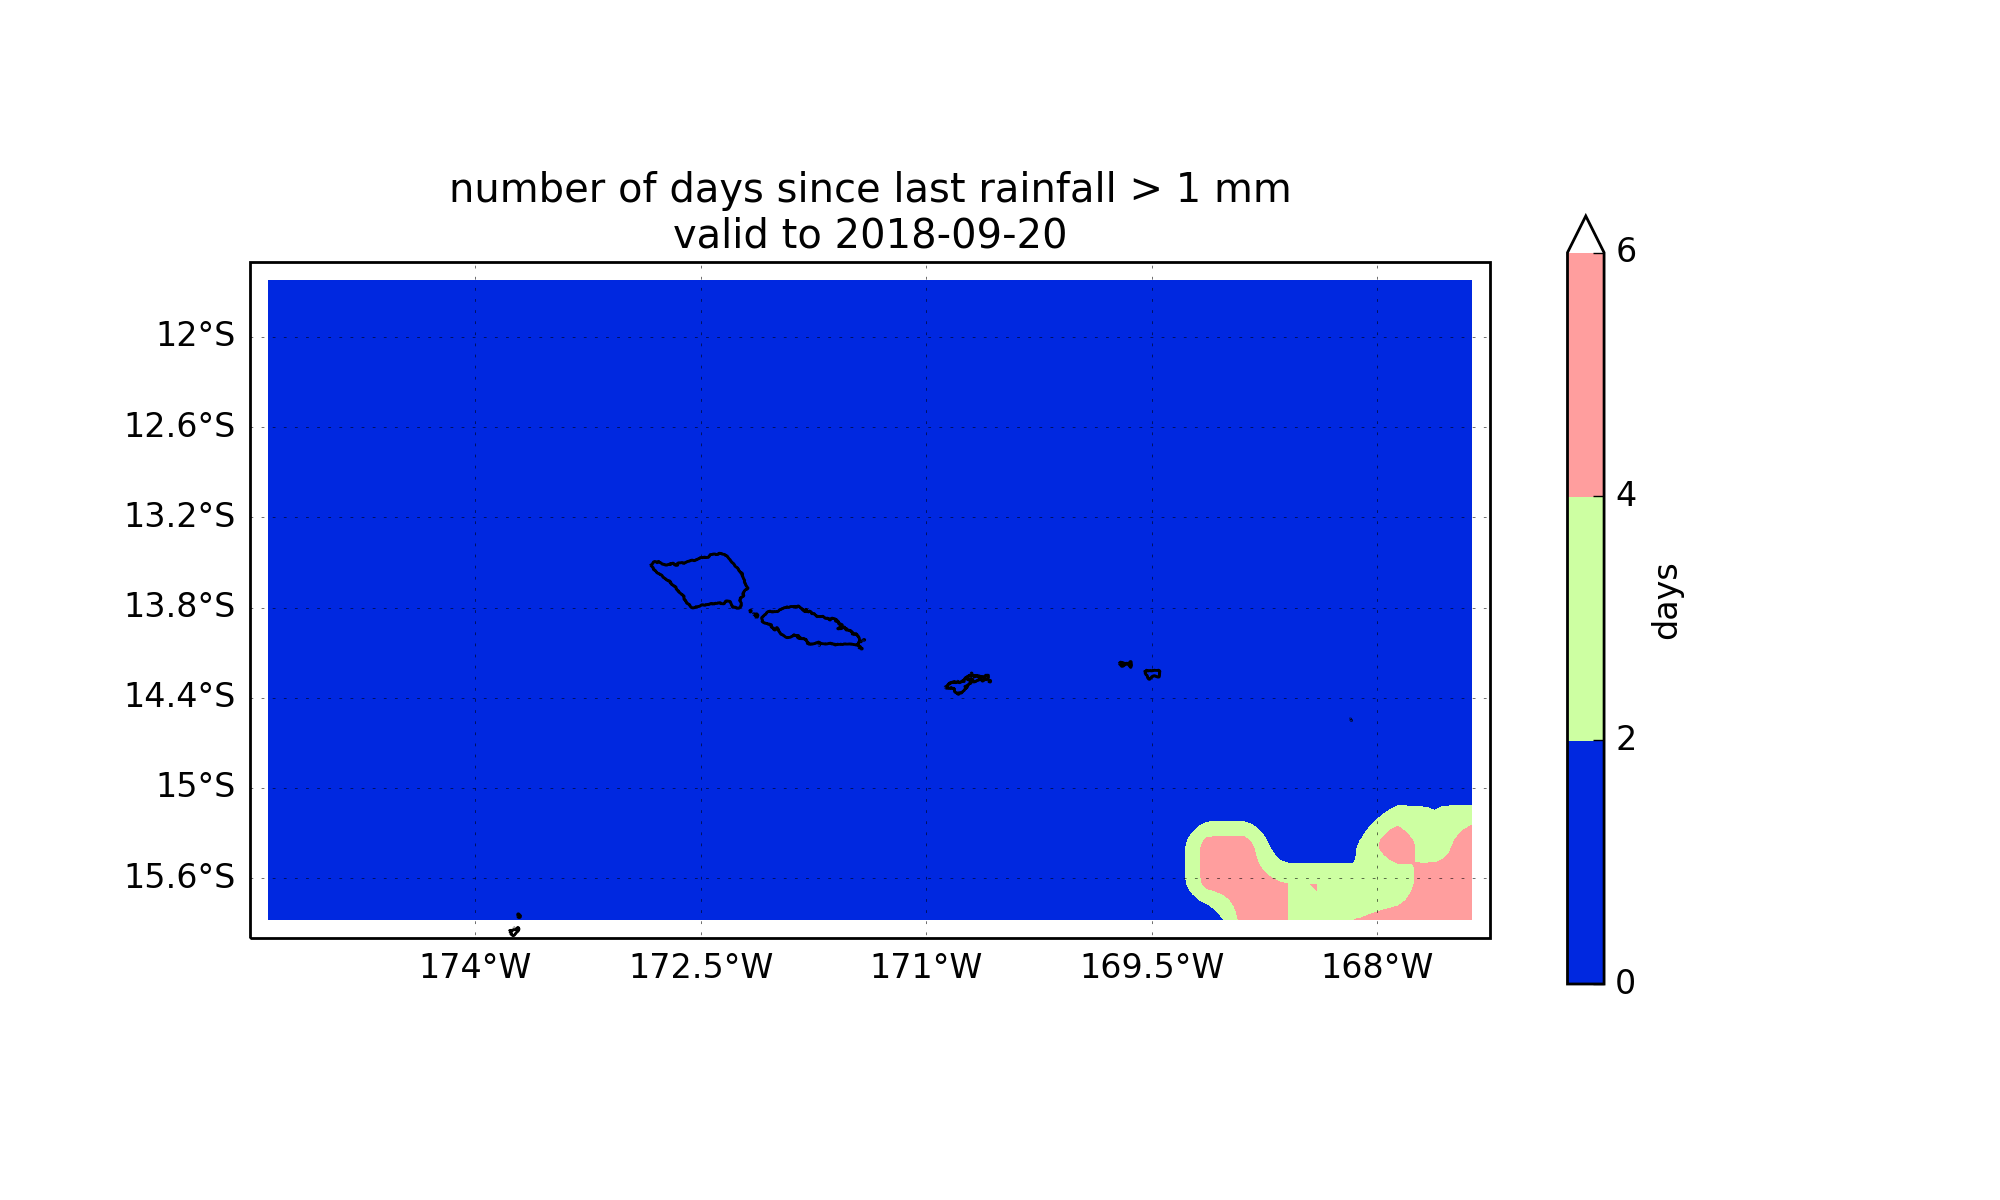 number of days since last rainfall > 1 mm
valid to 2018-09-20
12°S
12.6°S
13.2°S
13.8°S
14.4°S
15°S
15.6°S
174°W
172.5°W
171°W
169.5°W
168°W
6
4
2
0
days